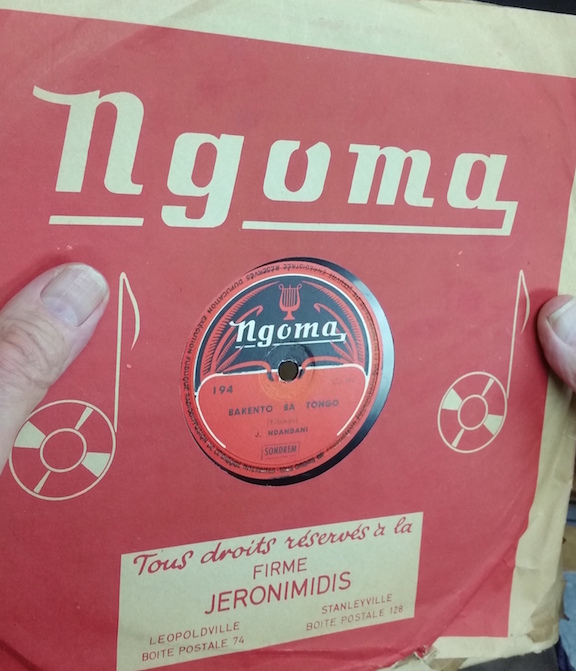 Ngoma
Ngoma
194
BAKENTO BA TONGO
J. NDANDANI
SONDREM
Tous droits réservés à la
FIRME
JERONIMIDIS
LEOPOLDVILLE
BOITE POSTALE 74
STANLEYVILLE
BOITE POSTALE 128